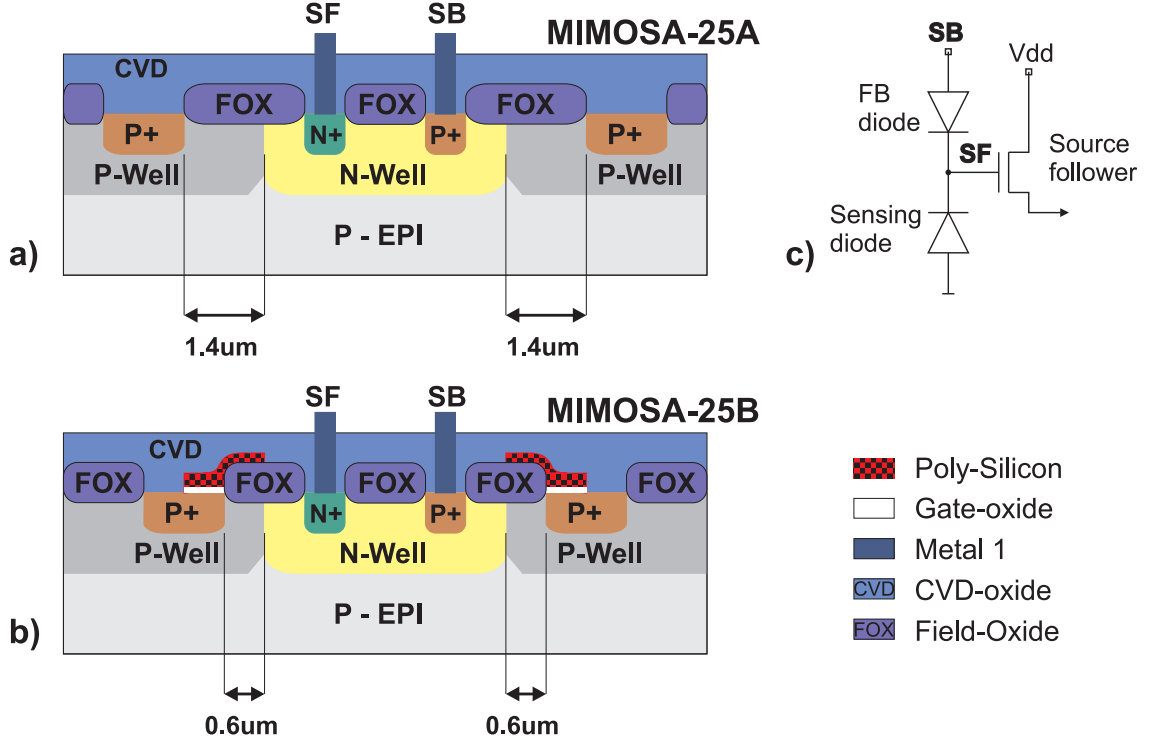 SF SB
MIMOSA-25A
CVD
FOX FOX FOX
P+ N+ P+ P+
P-Well N-Well P-Well
P - EPI
a)
1.4um 1.4um
SB
Vdd
FB
diode
SF
Source
follower
Sensing
diode
c)
SF SB
MIMOSA-25B
CVD
FOX FOX FOX FOX FOX
P+ N+ P+ P+
P-Well N-Well P-Well
P - EPI
b)
0.6um 0.6um
Poly-Silicon
Gate-oxide
Metal 1
CVD CVD-oxide
FOX Field-Oxide